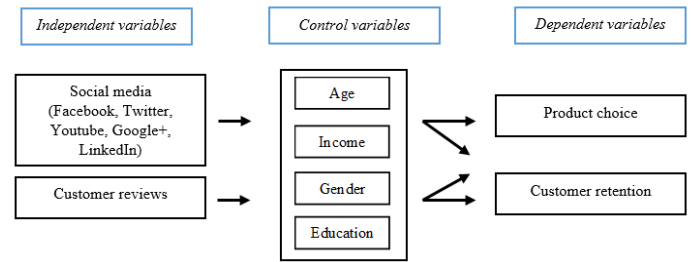 Independent variables
Control variables
Dependent variables
Social media
(Facebook, Twitter,
Youtube, Google+,
LinkedIn)
Customer reviews
Age
Income
Gender
Education
Product choice
Customer retention